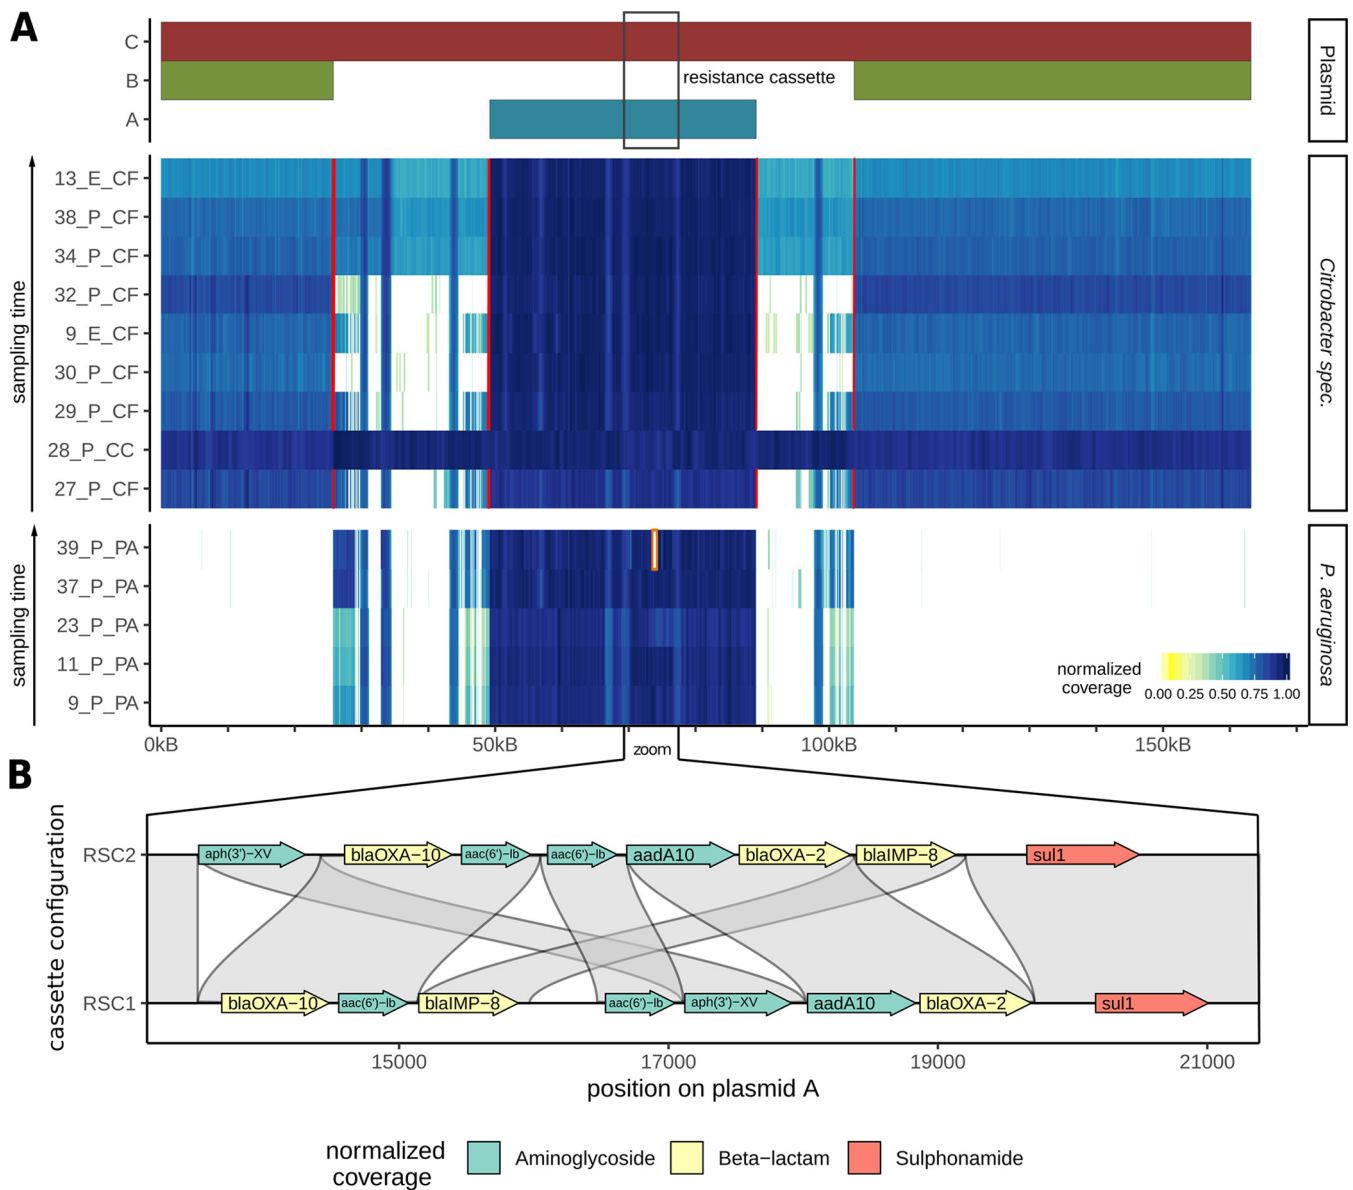 A
C
B
A
resistance cassette
Plasmid
sampling time
13_E_CF
38_P_CF
34_P_CF
32_P_CF
9_E_CF
30_P_CF
29_P_CF
28_P_CC
27_P_CF
Citrobacter spec.
sampling time
39_P_PA
37_P_PA
23_P_PA
11_P_PA
9_P_PA
P. aeruginosa
normalized
coverage
0.00 0.25 0.50 0.75 1.00
0kB 50kB 100kB 150kB
zoom
B
cassette configuration
RSC2
aph(3')−XV blaOXA−10 aac(6')−Ib aac(6')−Ib aadA10 blaOXA−2 blaIMP−8 sul1
RSC1
blaOXA−10 aac(6')−Ib blaIMP−8 aac(6')−Ib aph(3')−XV aadA10 blaOXA−2 sul1
15000 17000 19000 21000
position on plasmid A
normalized
coverage
Aminoglycoside Beta−lactam Sulphonamide